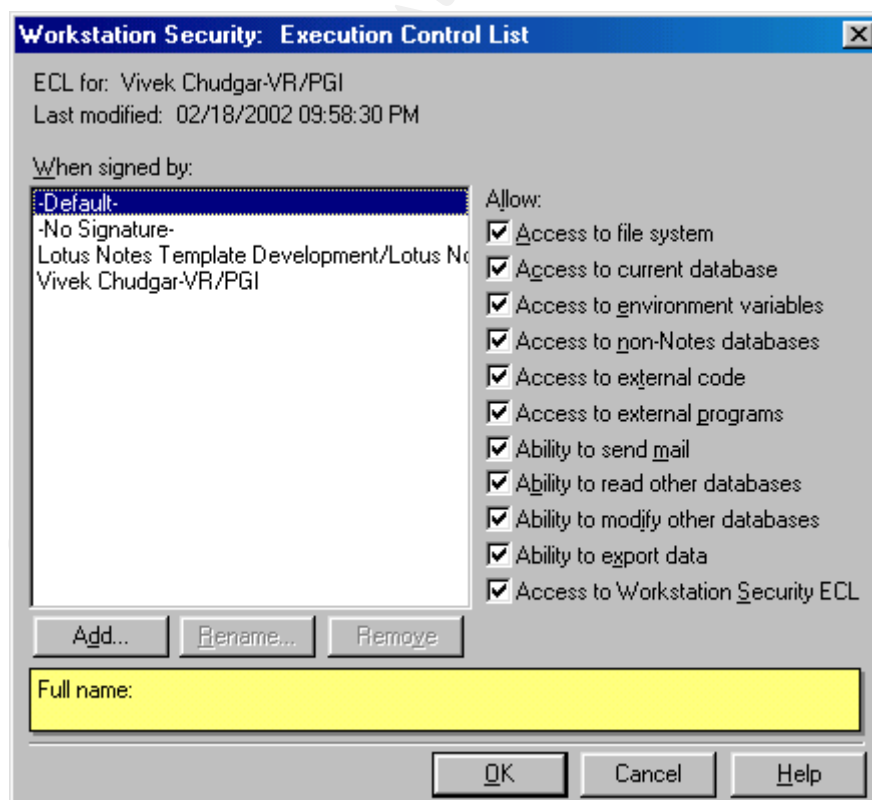 Workstation Security: Execution Control List
ECL for: Vivek Chudgar-VR/PGI
Last modified: 02/18/2002 09:58:30 PM
When signed by:
-Default-
-No Signature-
Lotus Notes Template Development/Lotus No
Vivek Chudgar-VR/PGI
Allow:
Access to file system
Access to current database
Access to environment variables
Access to non-Notes databases
Access to external code
Access to external programs
Ability to send mail
Ability to read other databases
Ability to modify other databases
Ability to export data
Access to Workstation Security ECL
Add... Rename... Remove
Full name:
OK Cancel Help